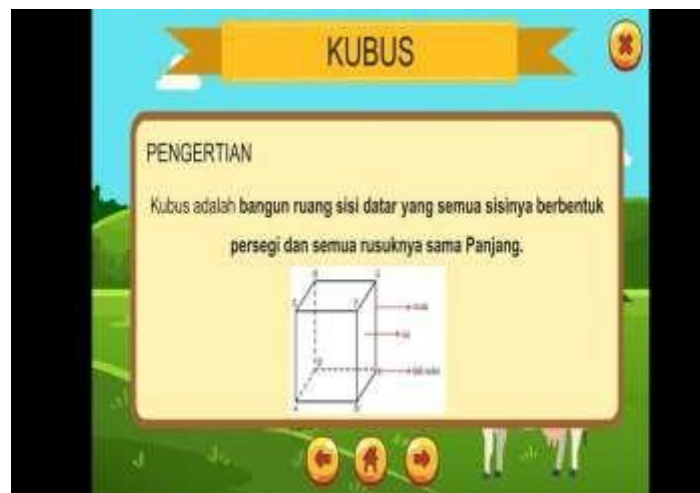 KUBUS
PENGERTIAN
Kubus adalah bangun ruang sisi datar yang semua sisinya berbentuk
persegi dan semua rusuknya sama Panjang.